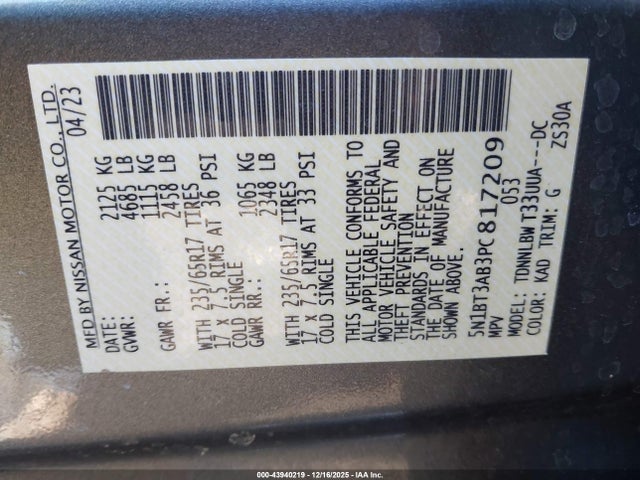 MFD BY NISSAN MOTOR CO., LTD.
DATE: 04/23
GVWR: 2125 KG
4685 LB
GAWR FR.: 1115 KG
2458 LB
WITH 235/65R17 TIRES
17 X 7.5 RIMS AT 36 PSI
COLD SINGLE
GAWR RR.: 1065 KG
2348 LB
WITH 235/65R17 TIRES
17 X 7.5 RIMS AT 33 PSI
COLD SINGLE
THIS VEHICLE CONFORMS TO
ALL APPLICABLE FEDERAL
MOTOR VEHICLE SAFETY AND
THEFT PREVENTION
STANDARDS IN EFFECT ON
THE DATE OF MANUFACTURE
SHOWN ABOVE.
5N1BT3AB3PC817209
MPV 053
MODEL: TDNNLBW T33UUA----DC
COLOR: KAD TRIM: G ZS30A
000-43940219 - 12/16/2025 - IAA Inc.